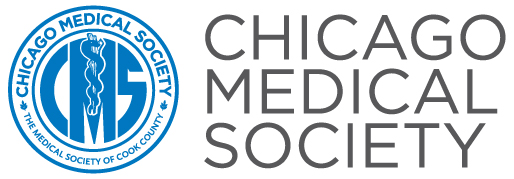 CHICAGO MEDICAL SOCIETY
CMS
THE MEDICAL SOCIETY OF COOK COUNTY
CHICAGO
MEDICAL
SOCIETY